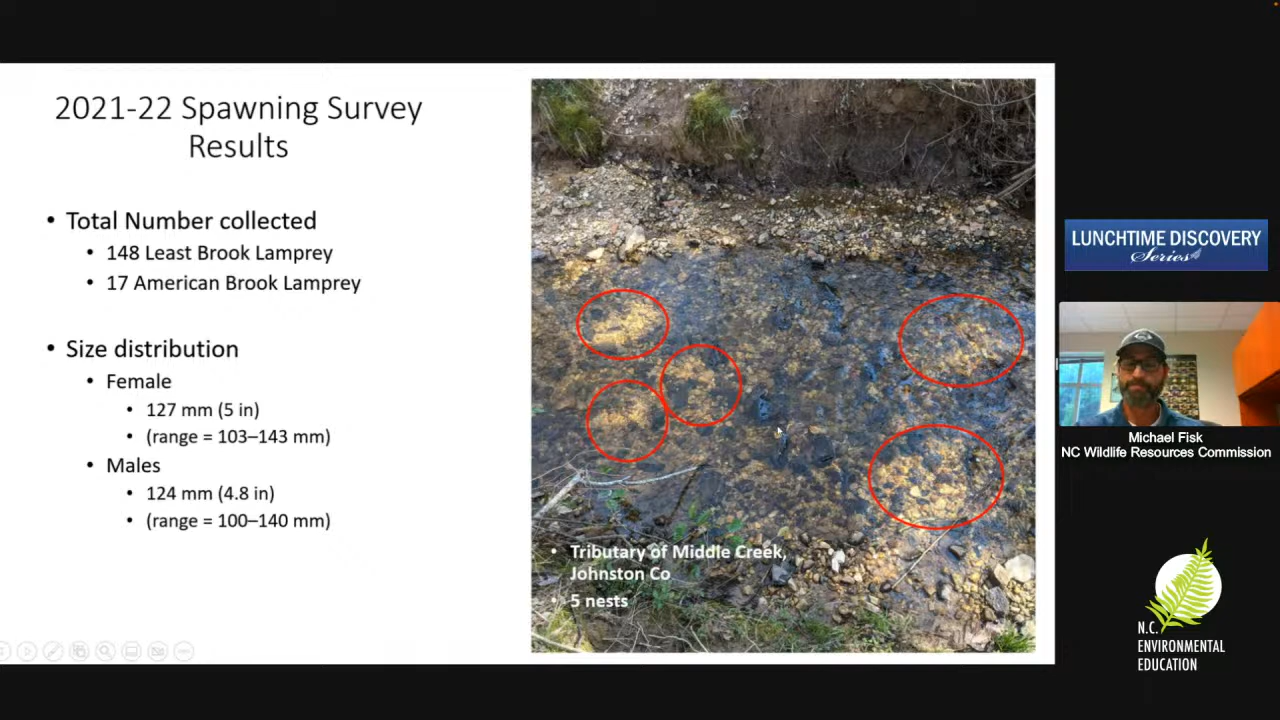 2021-22 Spawning Survey
Results
• Total Number collected
• 148 Least Brook Lamprey
• 17 American Brook Lamprey
• Size distribution
• Female
• 127 mm (5 in)
• (range = 103–143 mm)
• Males
• 124 mm (4.8 in)
• (range = 100–140 mm)
• Tributary of Middle Creek,
Johnston Co
• 5 nests
LUNCHTIME DISCOVERY
Series
Michael Fisk
NC Wildlife Resources Commission
N.C.
ENVIRONMENTAL
EDUCATION